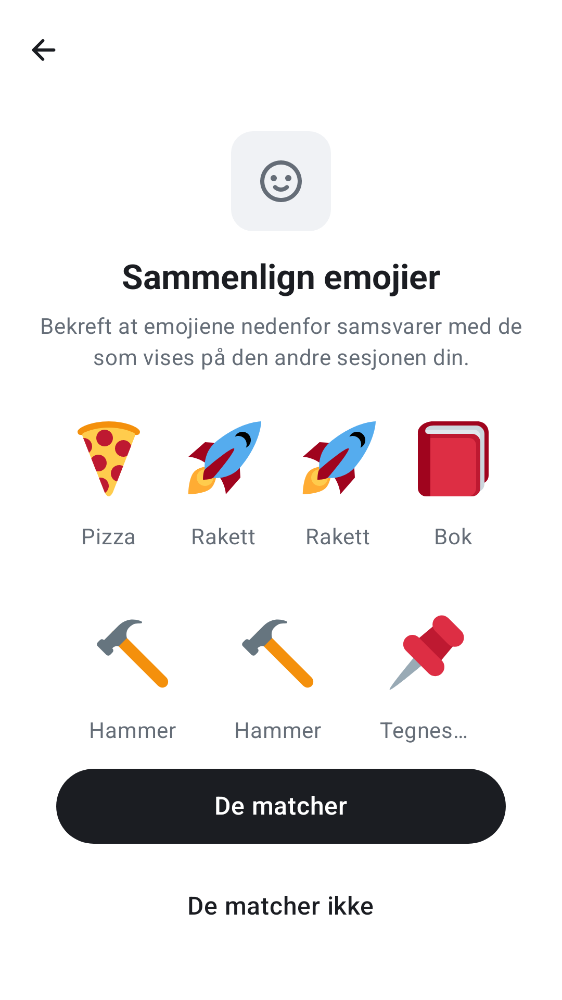 Sammenlign emojier
Bekreft at emojiene nedenfor samsvarer med de
som vises på den andre sesjonen din.
Pizza Rakett Rakett Bok
Hammer Hammer Tegnes…
De matcher
De matcher ikke